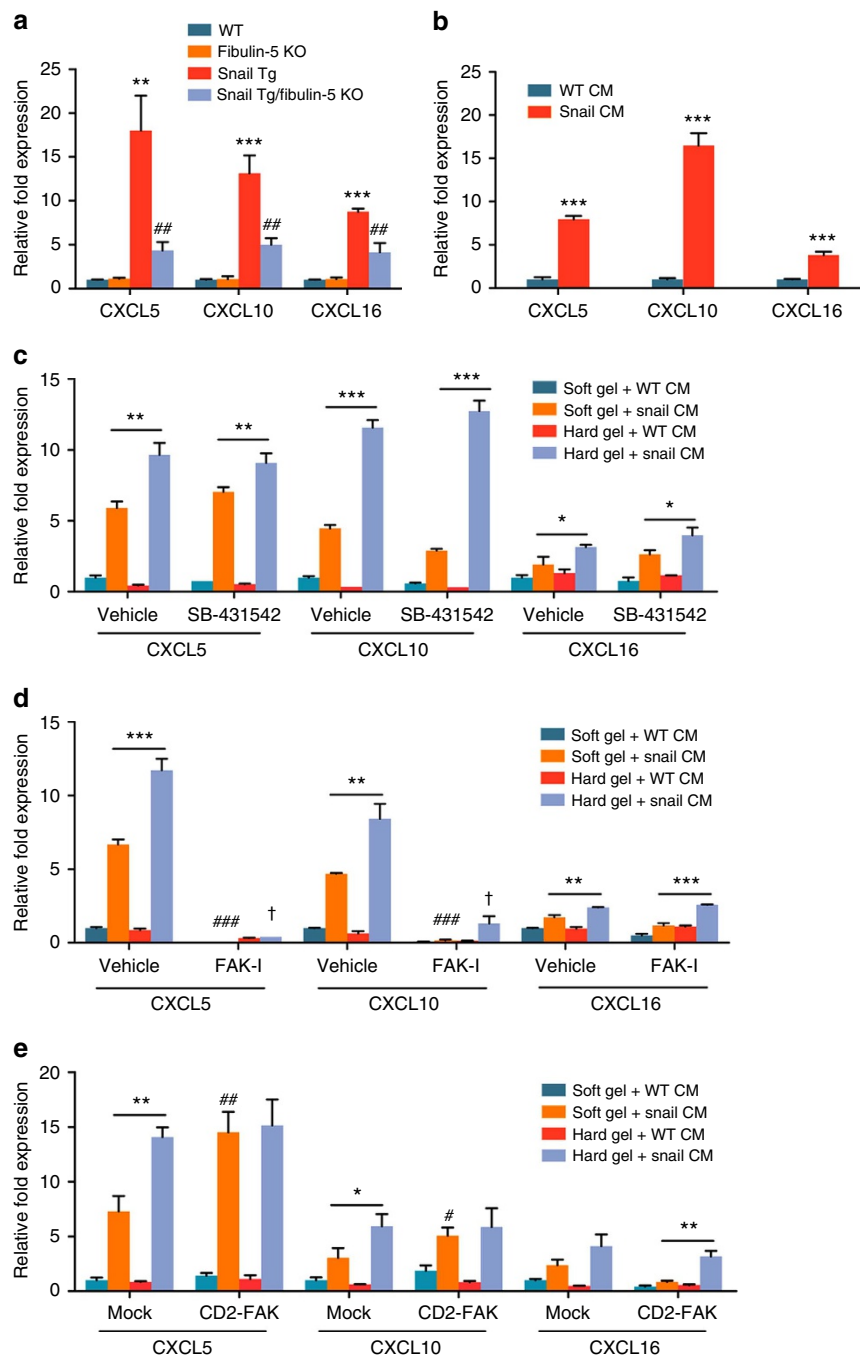 a
WT
Fibulin-5 KO
Snail Tg
Snail Tg/fibulin-5 KO
Relative fold expression
25
20
15
10
5
0
**
##
***
##
***
##
CXCL5 CXCL10 CXCL16
b
WT CM
Snail CM
Relative fold expression
25
20
15
10
5
0
***
***
***
CXCL5 CXCL10 CXCL16
c
Soft gel + WT CM
Soft gel + snail CM
Hard gel + WT CM
Hard gel + snail CM
Relative fold expression
15
10
5
0
** ** *** *** * *
Vehicle SB-431542 Vehicle SB-431542 Vehicle SB-431542
CXCL5 CXCL10 CXCL16
d
Soft gel + WT CM
Soft gel + snail CM
Hard gel + WT CM
Hard gel + snail CM
Relative fold expression
15
10
5
0
*** ### † ** ### † ** ***
Vehicle FAK-I Vehicle FAK-I Vehicle FAK-I
CXCL5 CXCL10 CXCL16
e
Soft gel + WT CM
Soft gel + snail CM
Hard gel + WT CM
Hard gel + snail CM
Relative fold expression
20
15
10
5
0
** ## * # **
Mock CD2-FAK Mock CD2-FAK Mock CD2-FAK
CXCL5 CXCL10 CXCL16